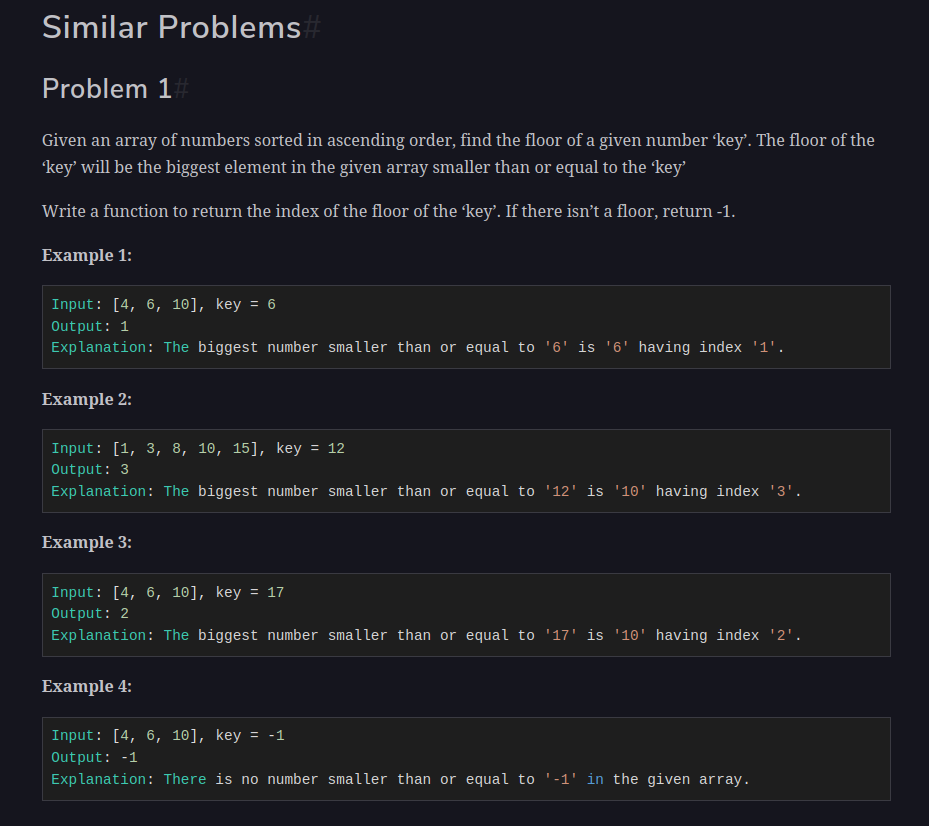 Similar Problems#
Problem 1#
Given an array of numbers sorted in ascending order, find the floor of a given number ‘key’. The floor of the
‘key’ will be the biggest element in the given array smaller than or equal to the ‘key’
Write a function to return the index of the floor of the ‘key’. If there isn’t a floor, return -1.
Example 1:
Input: [4, 6, 10], key = 6
Output: 1
Explanation: The biggest number smaller than or equal to '6' is '6' having index '1'.
Example 2:
Input: [1, 3, 8, 10, 15], key = 12
Output: 3
Explanation: The biggest number smaller than or equal to '12' is '10' having index '3'.
Example 3:
Input: [4, 6, 10], key = 17
Output: 2
Explanation: The biggest number smaller than or equal to '17' is '10' having index '2'.
Example 4:
Input: [4, 6, 10], key = -1
Output: -1
Explanation: There is no number smaller than or equal to '-1' in the given array.